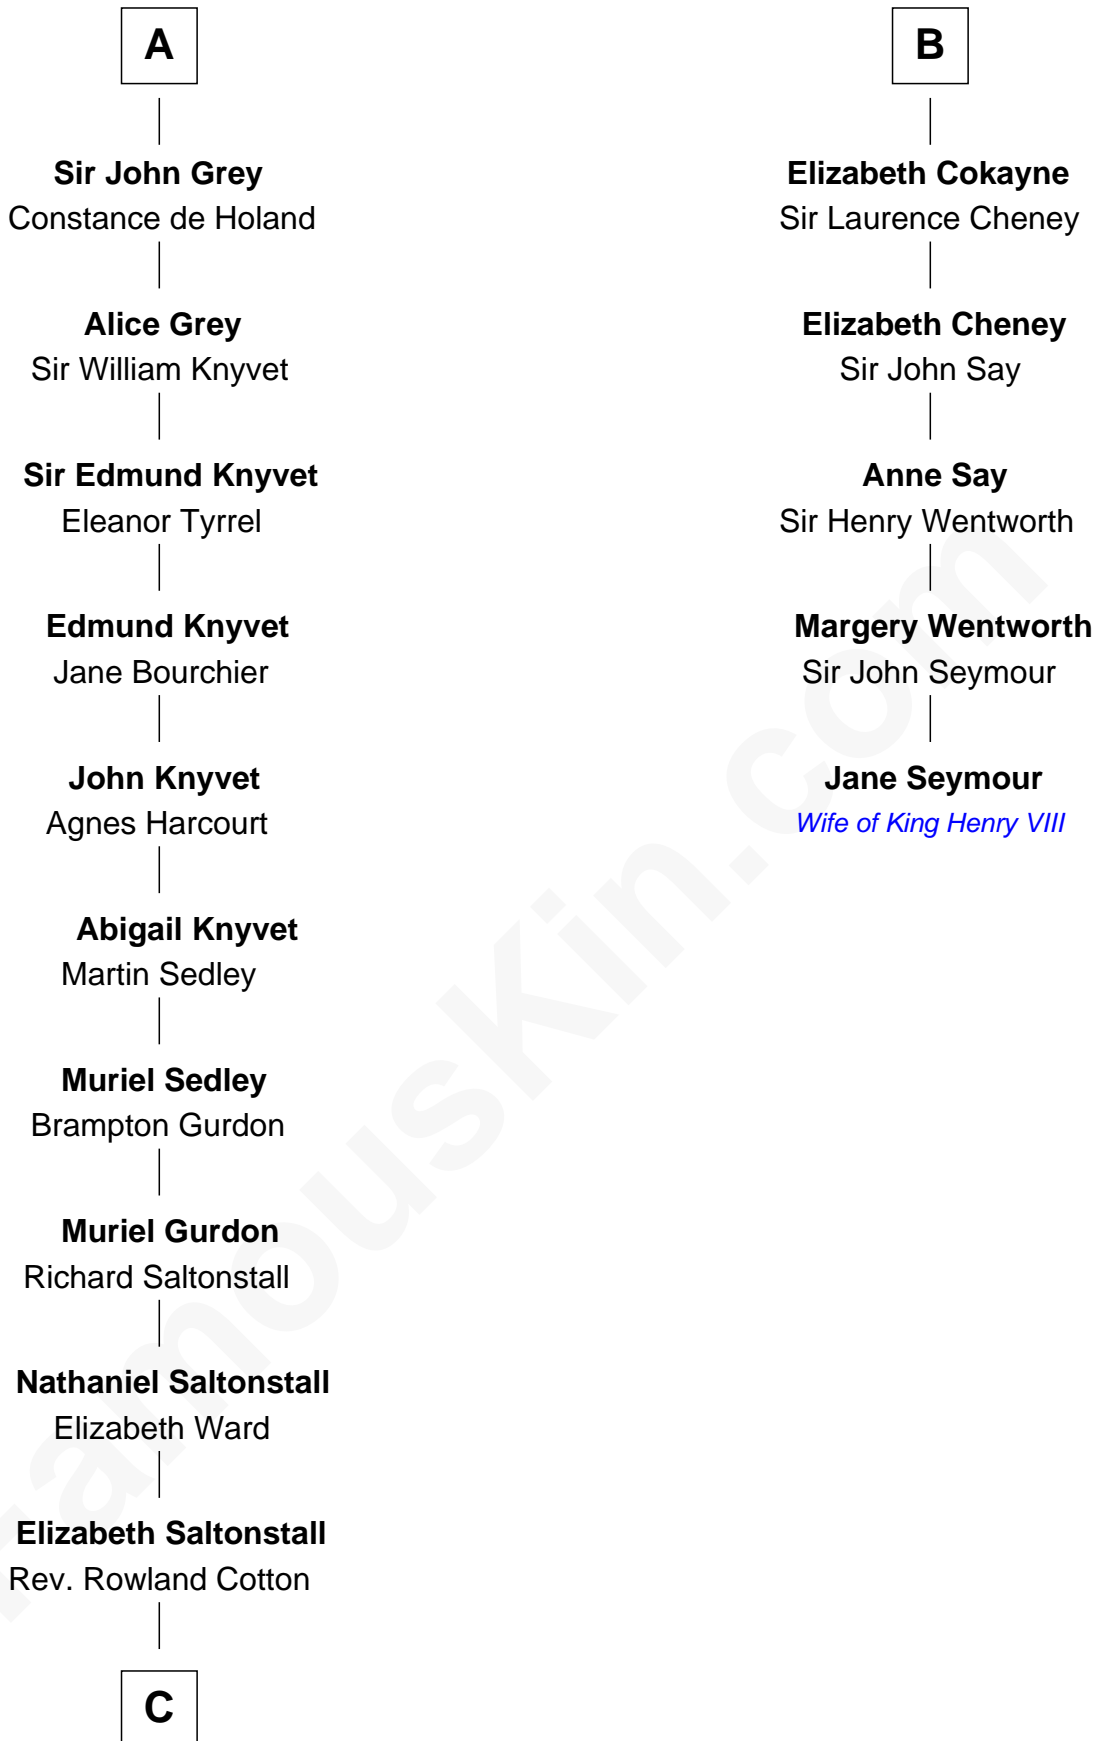 A
Sir John Grey
Constance de Holand
Alice Grey
Sir William Knyvet
Sir Edmund Knyvet
Eleanor Tyrrel
Edmund Knyvet
Jane Bourchier
John Knyvet
Agnes Harcourt
Abigail Knyvet
Martin Sedley
Muriel Sedley
Brampton Gurdon
Muriel Gurdon
Richard Saltonstall
Nathaniel Saltonstall
Elizabeth Ward
Elizabeth Saltonstall
Rev. Rowland Cotton
C
B
Elizabeth Cokayne
Sir Laurence Cheney
Elizabeth Cheney
Sir John Say
Anne Say
Sir Henry Wentworth
Margery Wentworth
Sir John Seymour
Jane Seymour
Wife of King Henry VIII
FamousKin.com